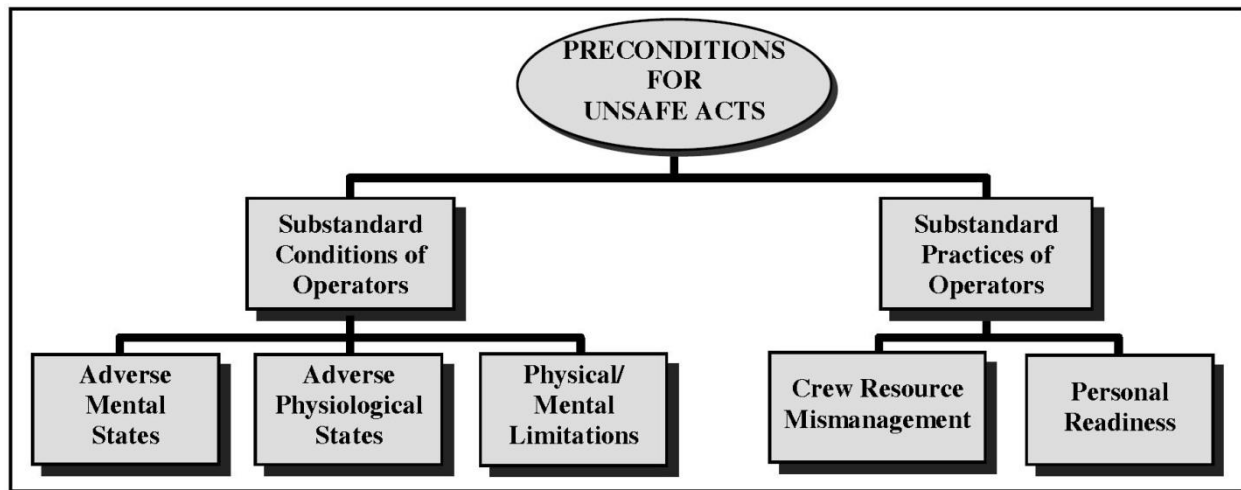 PRECONDITIONS
FOR
UNSAFE ACTS
Substandard
Conditions of
Operators
Substandard
Practices of
Operators
Adverse
Mental
States
Adverse
Physiological
States
Physical/
Mental
Limitations
Crew Resource
Mismanagement
Personal
Readiness